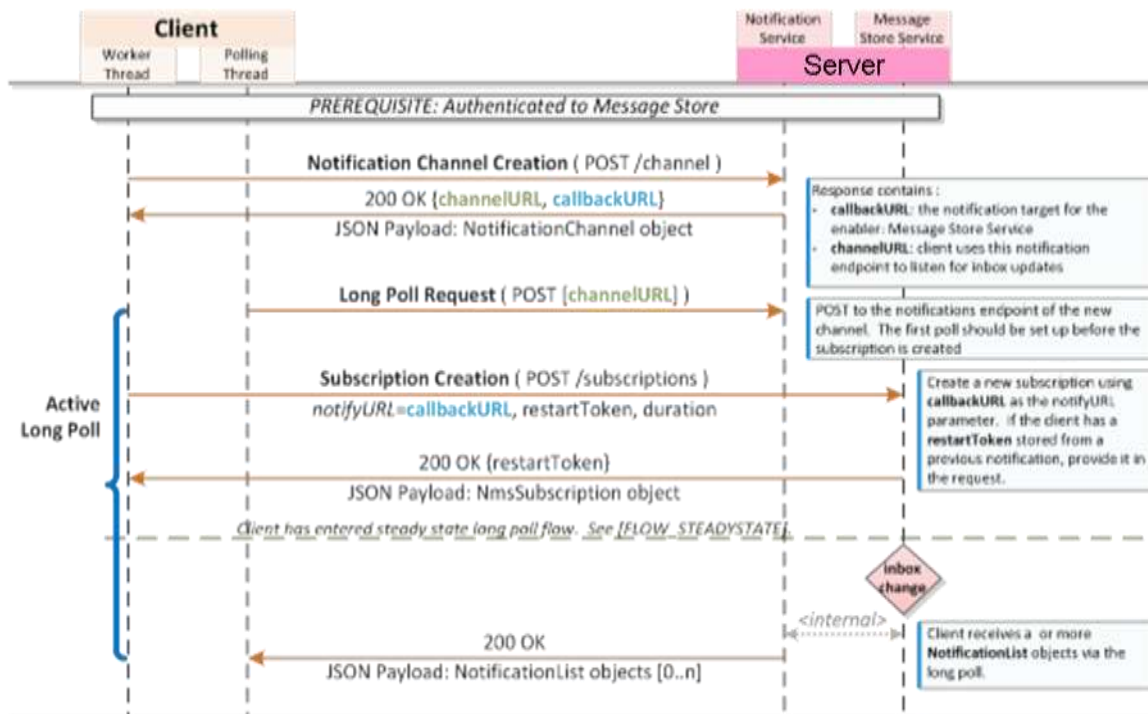 Client
Worker
Thread
Polling
Thread
Notification
Service
Message
Store Service
Server
PREREQUISITE: Authenticated to Message Store
Notification Channel Creation ( POST /channel )
200 OK {channelURL, callbackURL}
JSON Payload: NotificationChannel object
Response contains :
- callbackURL: the notification target for the
enabler: Message Store Service
- channelURL: client uses this notification
endpoint to listen for inbox updates
Long Poll Request ( POST [channelURL] )
POST to the notifications endpoint of the new
channel. The first poll should be set up before the
subscription is created
Active
Long Poll
Subscription Creation ( POST /subscriptions )
notifyURL=callbackURL, restartToken, duration
Create a new subscription using
callbackURL as the notifyURL
parameter. If the client has a
restartToken stored from a
previous notification, provide it in
the request.
200 OK {restartToken}
JSON Payload: NmsSubscription object
Client has entered steady state long poll flow. See [FLOW_STEADYSTATE].
Inbox
change
<internal>
200 OK
JSON Payload: NotificationList objects [0..n]
Client receives a or more
NotificationList objects via the
long poll.